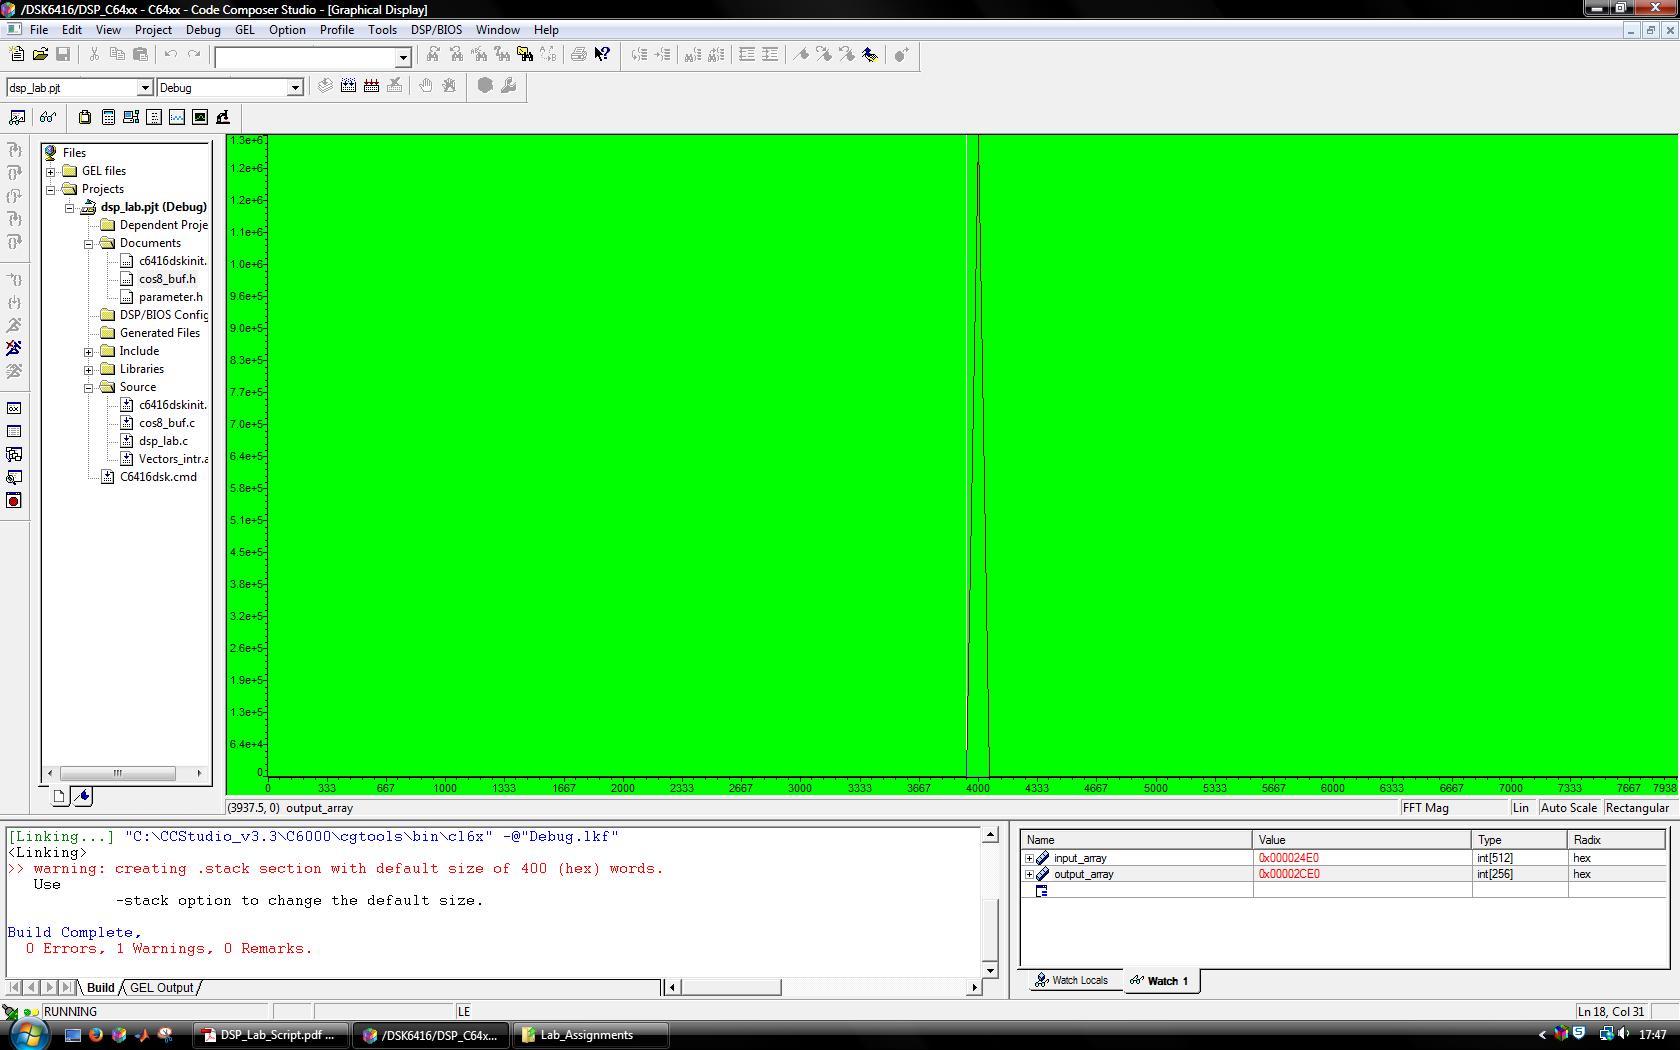 /DSK6416/DSP_C64xx - C64xx - Code Composer Studio - [Graphical Display]
File Edit View Project Debug GEL Option Profile Tools DSP/BIOS Window Help
dsp_lab.pjt Debug
Files
GEL files
Projects
dsp_lab.pjt (Debug)
Dependent Proje
Documents
c6416dskinit.
cos8_buf.h
parameter.h
DSP/BIOS Config
Generated Files
Include
Libraries
Source
c6416dskinit.
cos8_buf.c
dsp_lab.c
Vectors_intr.a
C6416dsk.cmd
1.3e+6
1.2e+6
1.2e+6
1.1e+6
1.0e+6
9.6e+5
9.0e+5
8.3e+5
7.7e+5
7.0e+5
6.4e+5
5.8e+5
5.1e+5
4.5e+5
3.8e+5
3.2e+5
2.6e+5
1.9e+5
1.3e+5
6.4e+4
0
0 333 667 1000 1333 1667 2000 2333 2667 3000 3333 3667 4000 4333 4667 5000 5333 5667 6000 6333 6667 7000 7333 7667 7938
(3937.5, 0) output_array FFT Mag Lin Auto Scale Rectangular
[Linking...] "C:\CCStudio_v3.3\C6000\cgtools\bin\cl6x" -@"Debug.lkf"
<Linking>
>> warning: creating .stack section with default size of 400 (hex) words.
Use
-stack option to change the default size.
Build Complete,
0 Errors, 1 Warnings, 0 Remarks.
Build GEL Output
Name Value Type Radix
input_array 0x000024E0 int[512] hex
output_array 0x00002CE0 int[256] hex
Watch Locals Watch 1
RUNNING LE Ln 18, Col 31
DSP_Lab_Script.pdf ... /DSK6416/DSP_C64x... Lab_Assignments 17:47